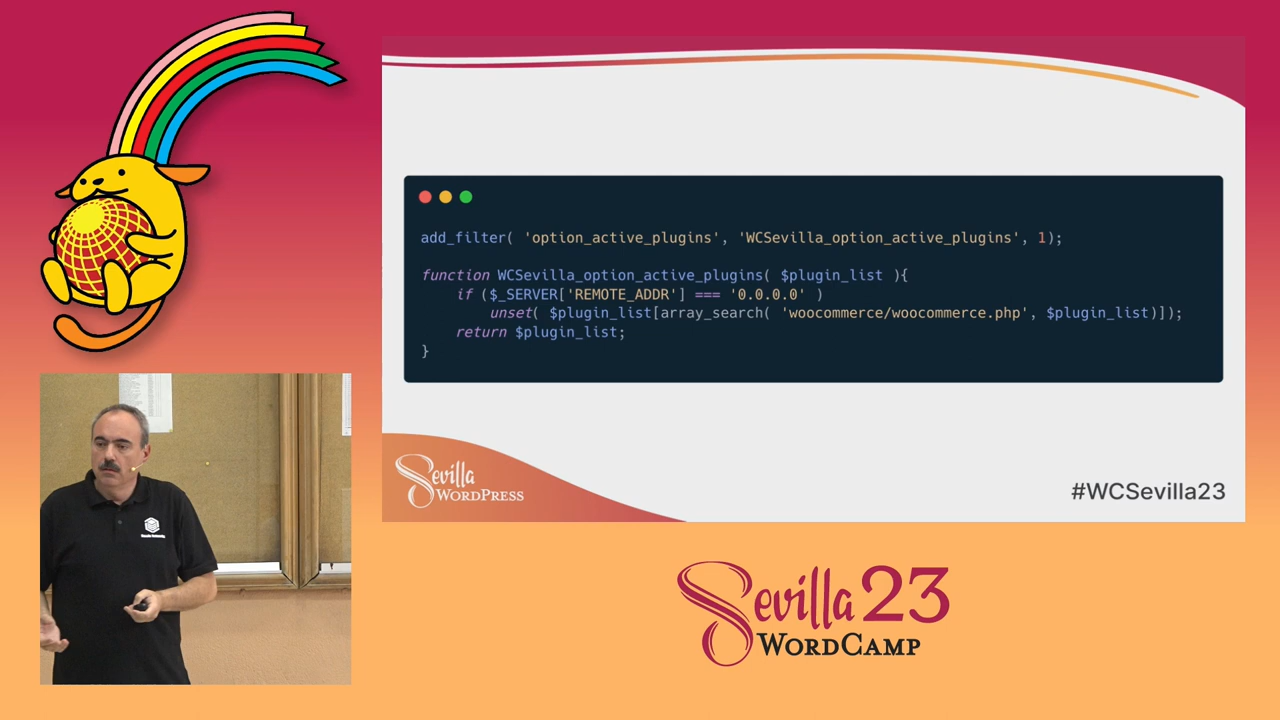 add_filter( 'option_active_plugins', 'WCSevilla_option_active_plugins', 1);
function WCSevilla_option_active_plugins( $plugin_list ){
    if ($_SERVER['REMOTE_ADDR'] === '0.0.0.0' )
        unset( $plugin_list[array_search( 'woocommerce/woocommerce.php', $plugin_list)]);
    return $plugin_list;
}
Sevilla
WORDPRESS
#WCSevilla23
Sevilla 23
WORDCAMP